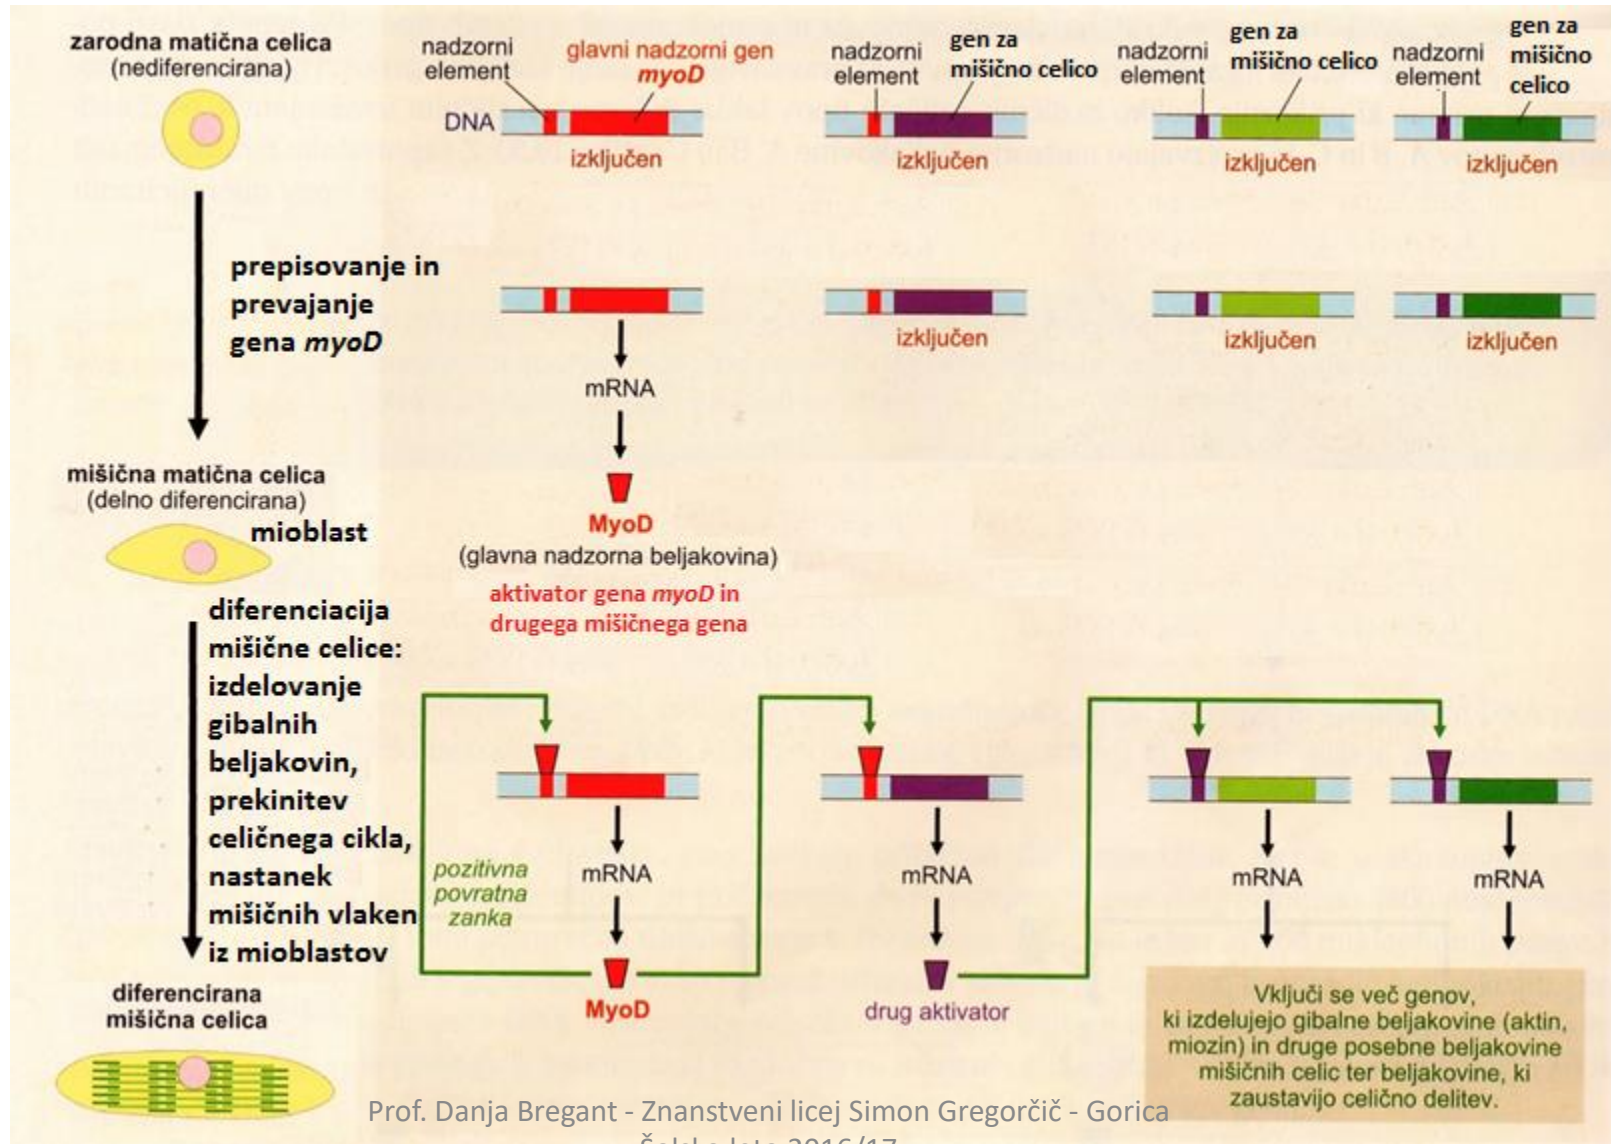 zarodna matična celica
(nediferencirana)
nadzorni
element
glavni nadzorni gen
myoD
nadzorni
element
gen za
mišično celico
nadzorni
element
gen za
mišično celico
nadzorni
element
gen za
mišično
celico
DNA
izključen
izključen
izključen
izključen
prepisovanje in
prevajanje
gena myoD
izključen
izključen
izključen
mRNA
mišična matična celica
(delno diferencirana)
mioblast
MyoD
(glavna nadzorna beljakovina)
aktivator gena myoD in
drugega mišičnega gena
diferenciacija
mišične celice:
izdelovanje
gibalnih
beljakovin,
prekinitev
celičnega cikla,
nastanek
mišičnih vlaken
iz mioblastov
pozitivna
povratna
zanka
mRNA
mRNA
mRNA
mRNA
MyoD
drug aktivator
diferencirana
mišična celica
Vključi se več genov,
ki izdelujejo gibalne beljakovine (aktin,
miozin) in druge posebne beljakovine
mišičnih celic ter beljakovine, ki
zaustavijo celično delitev.
Prof. Danja Bregant - Znanstveni licej Simon Gregorčič - Gorica
Šolsko leto 2016/17